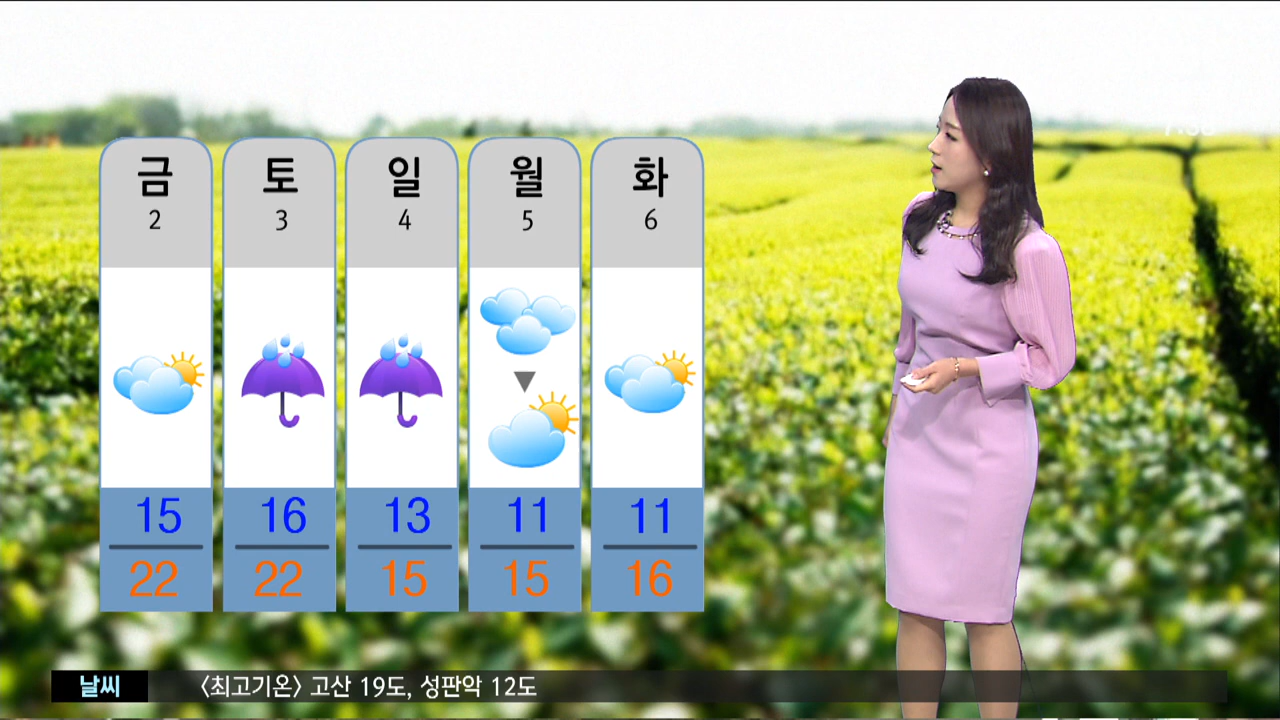 금 토 일 월 화
2 3 4 5 6
15 16 13 11 11
22 22 15 15 16
날씨 〈최고기온〉 고산 19도, 성판악 12도